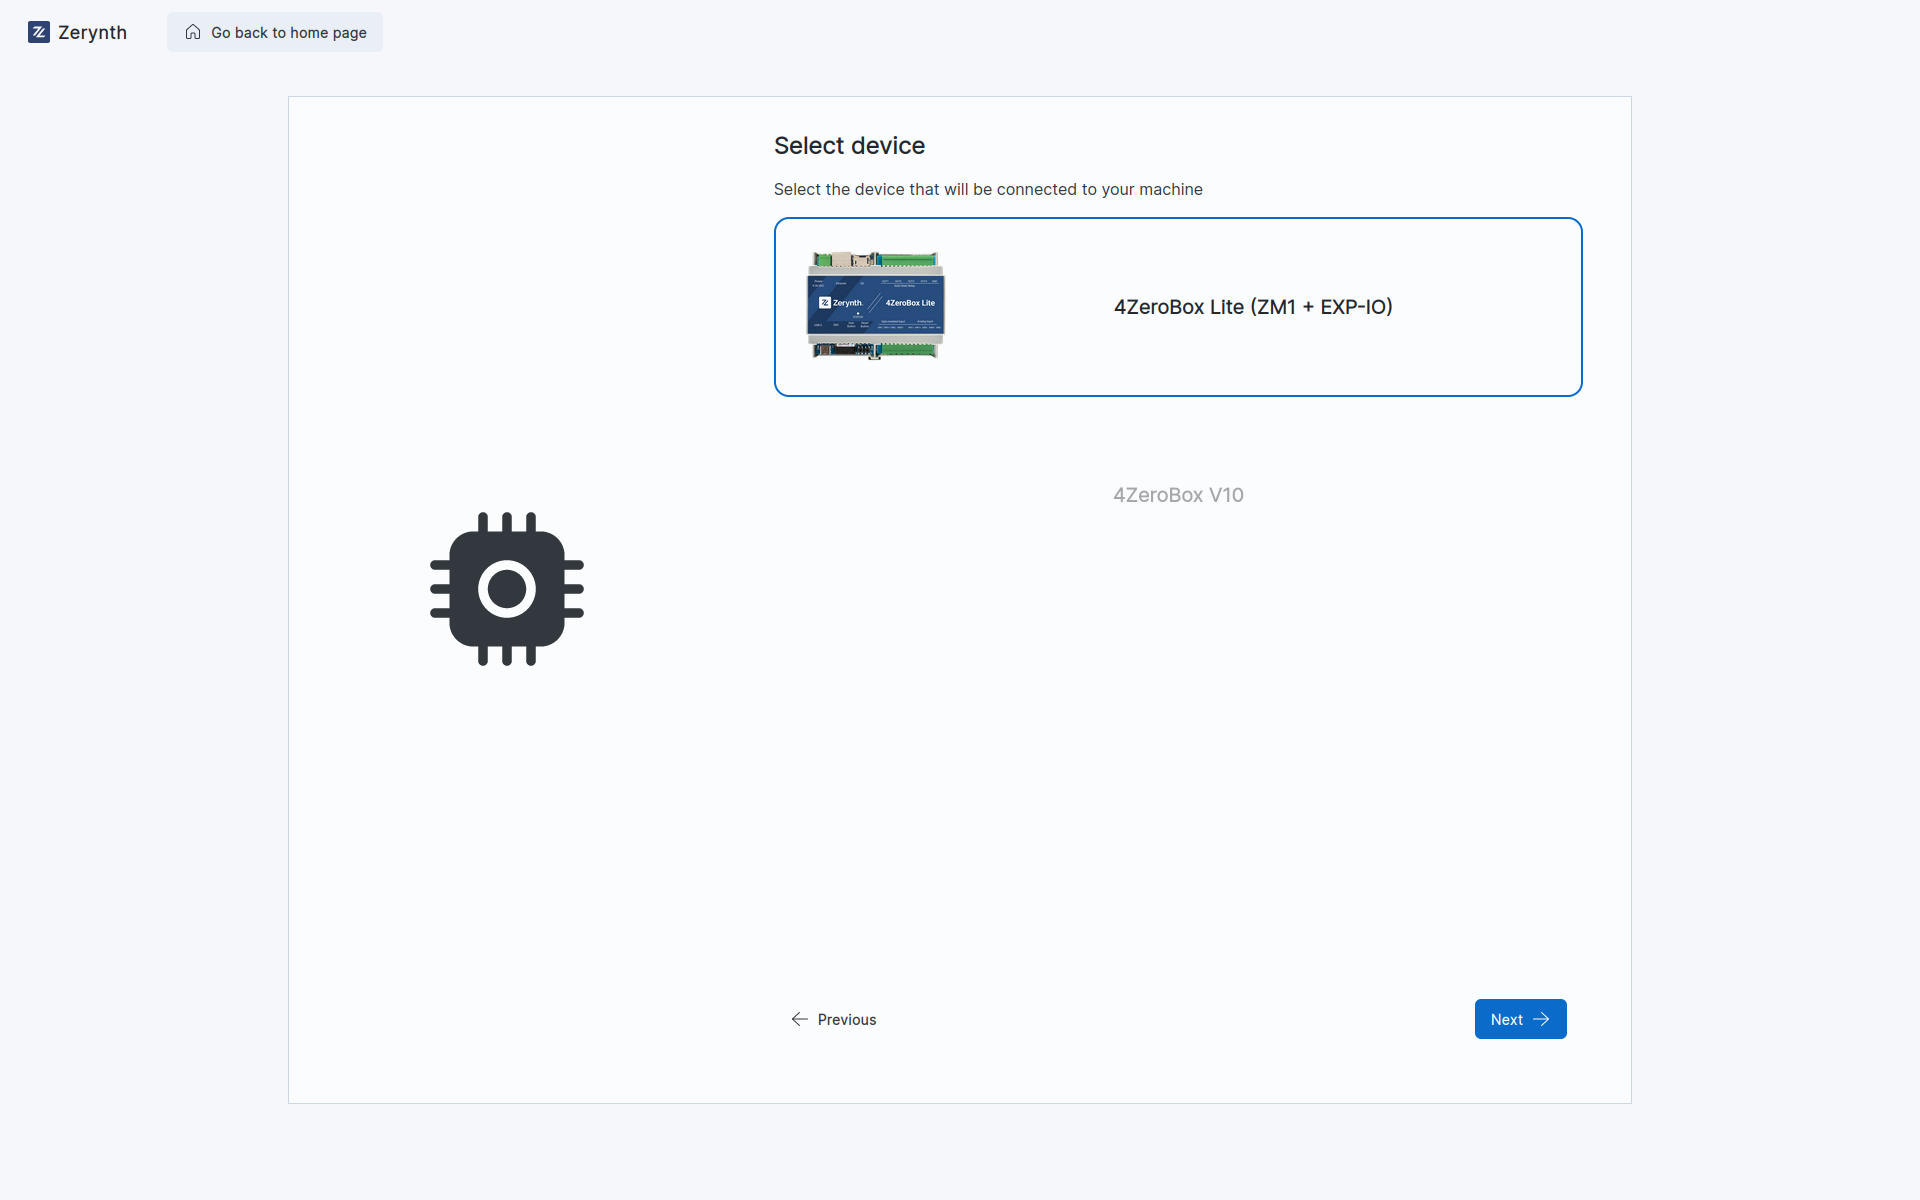 Zerynth
Go back to home page
Select device
Select the device that will be connected to your machine
Zerynth.
4ZeroBox Lite
4ZeroBox Lite (ZM1 + EXP-IO)
4ZeroBox V10
Previous
Next